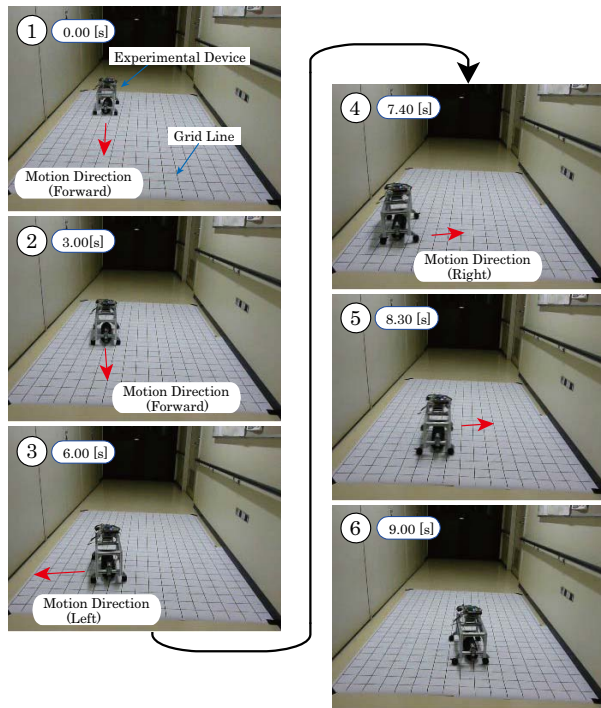 1
0.00 [s]
Experimental Device
Grid Line
Motion Direction
(Forward)
2
3.00[s]
Motion Direction
(Forward)
3
6.00 [s]
Motion Direction
(Left)
4
7.40 [s]
Motion Direction
(Right)
5
8.30 [s]
6
9.00 [s]